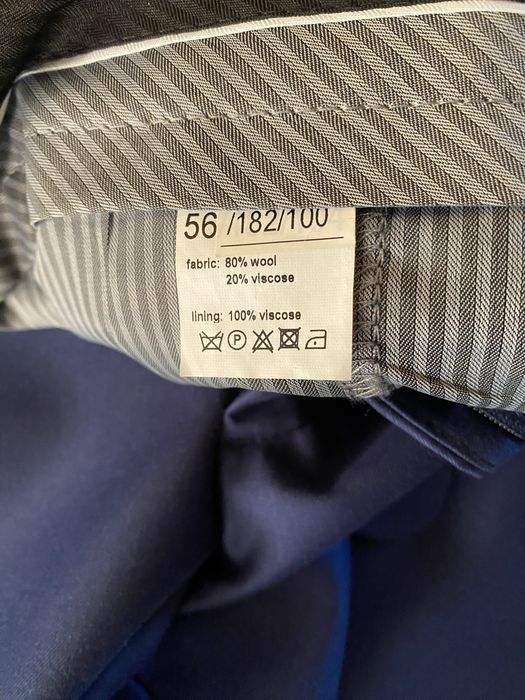 56 /182/100
fabric: 80% wool
20% viscose
lining: 100% viscose
P